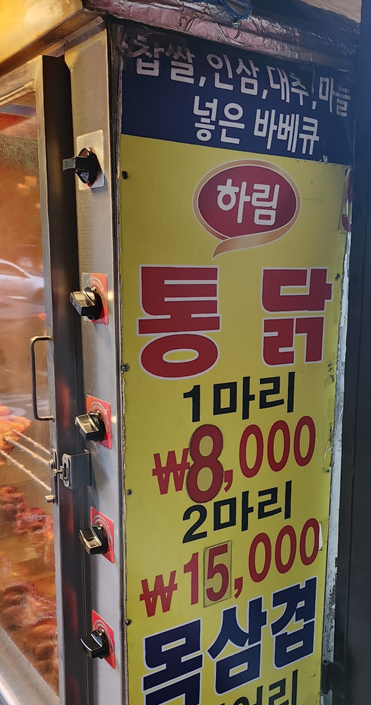 찹쌀,인삼,대추,마늘
넣은 바베큐
하림
통 닭
1마리
₩8,000
2마리
₩15,000
목삼겹